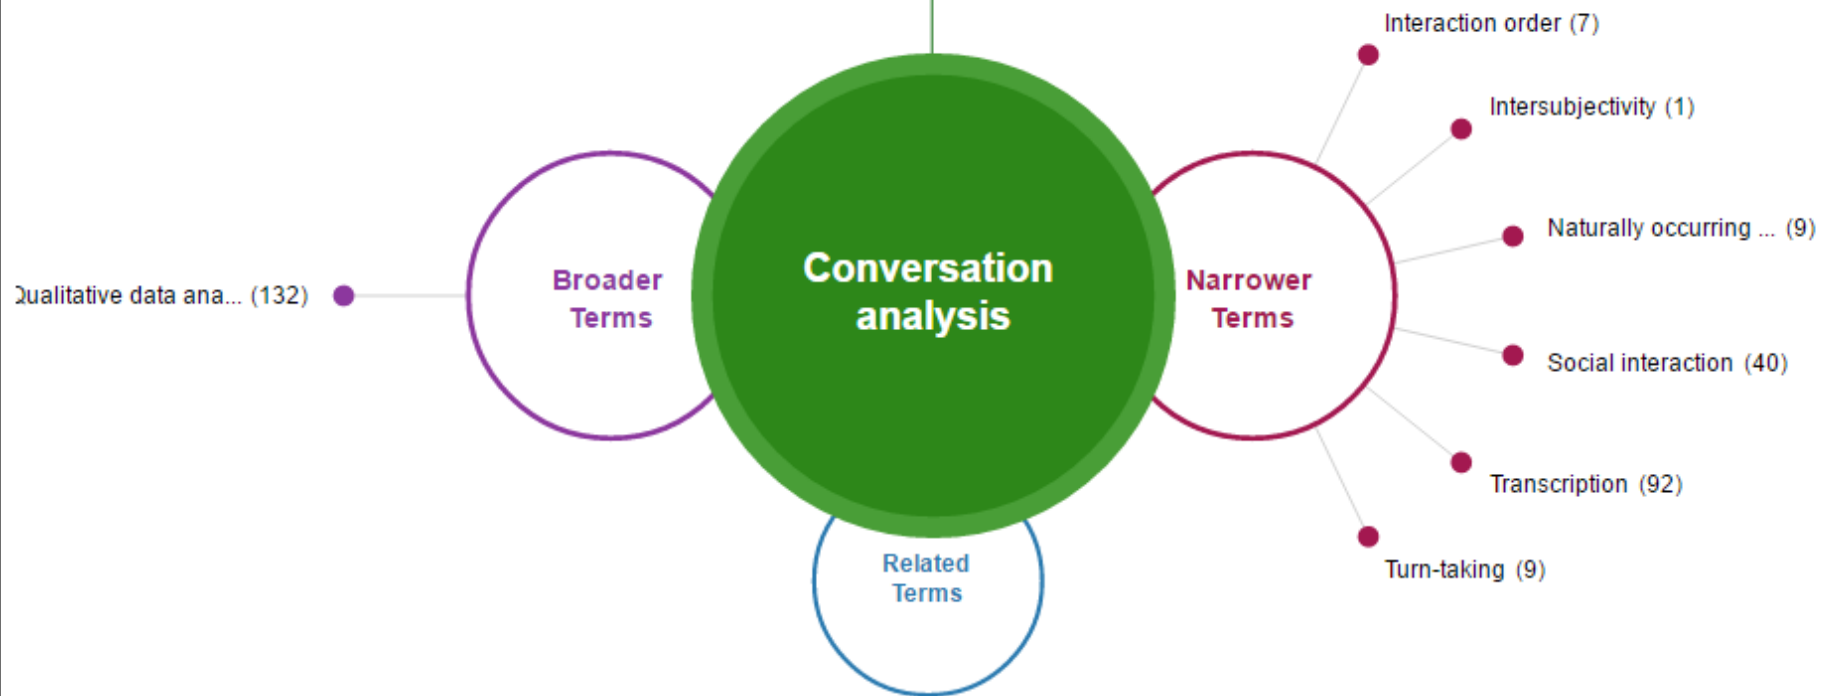 Interaction order (7)
Intersubjectivity (1)
Naturally occurring ... (9)
Conversation
analysis
Broader
Terms
Narrower
Terms
Qualitative data ana... (132)
Social interaction (40)
Transcription (92)
Related
Terms
Turn-taking (9)